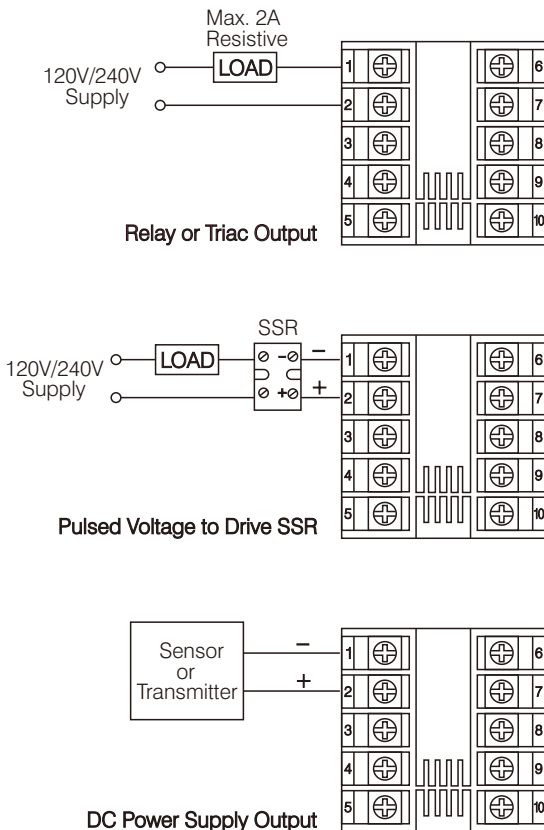 Max. 2A
Resistive
120V/240V
Supply
LOAD
1 6
2 7
3 8
4 9
5 10
Relay or Triac Output
SSR
120V/240V
Supply
LOAD
− −
+ +
1 6
2 7
3 8
4 9
5 10
Pulsed Voltage to Drive SSR
Sensor
or
Transmitter
−
+
1 6
2 7
3 8
4 9
5 10
DC Power Supply Output